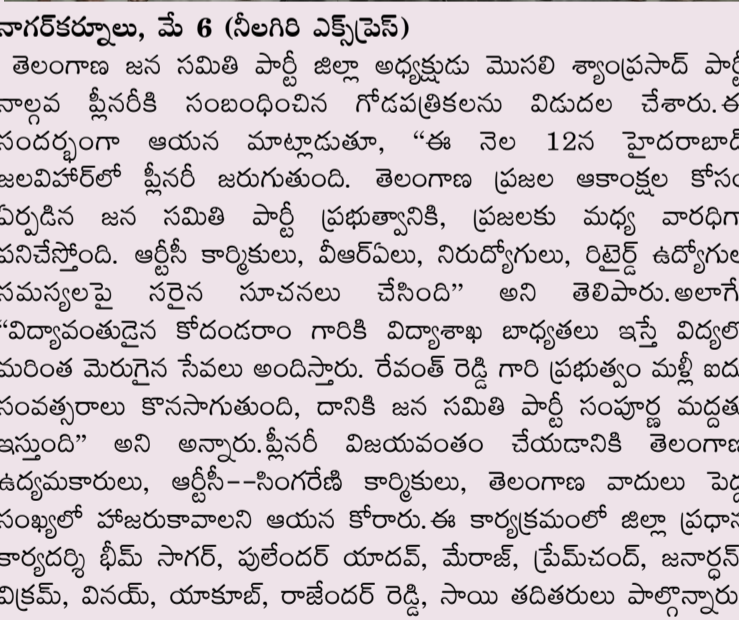 నాగర్‌కర్నూలు, మే 6 (నీలగిరి ఎక్స్‌ప్రెస్)
తెలంగాణ జన సమితి పార్టీ జిల్లా అధ్యక్షుడు మొసలి శ్యాంప్రసాద్ పార్టీ
నాల్గవ ప్లీనరీకి సంబంధించిన గోడపత్రికలను విడుదల చేశారు.ఈ
సందర్భంగా ఆయన మాట్లాడుతూ, “ఈ నెల 12న హైదరాబాద్
జలవిహార్‌లో ప్లీనరీ జరుగుతుంది. తెలంగాణ ప్రజల ఆకాంక్షల కోసం
ఏర్పడిన జన సమితి పార్టీ ప్రభుత్వానికి, ప్రజలకు మధ్య వారధిగా
పనిచేస్తోంది. ఆర్టీసీ కార్మికులు, వీఆర్ఏలు, నిరుద్యోగులు, రిటైర్డ్ ఉద్యోగుల
సమస్యలపై సరైన సూచనలు చేసింది” అని తెలిపారు.అలాగే
“విద్యావంతుడైన కోదండరాం గారికి విద్యాశాఖ బాధ్యతలు ఇస్తే విద్యలో
మరింత మెరుగైన సేవలు అందిస్తారు. రేవంత్ రెడ్డి గారి ప్రభుత్వం మళ్లీ ఐదు
సంవత్సరాలు కొనసాగుతుంది, దానికి జన సమితి పార్టీ సంపూర్ణ మద్దతు
ఇస్తుంది” అని అన్నారు.ప్లీనరీ విజయవంతం చేయడానికి తెలంగాణ
ఉద్యమకారులు, ఆర్టీసీ--సింగరేణి కార్మికులు, తెలంగాణ వాదులు పెద్ద
సంఖ్యలో హాజరుకావాలని ఆయన కోరారు.ఈ కార్యక్రమంలో జిల్లా ప్రధాన
కార్యదర్శి భీమ్ సాగర్, పులేందర్ యాదవ్, మేరాజ్, ప్రేమ్‌చంద్, జనార్ధన్
విక్రమ్, వినయ్, యాకూబ్, రాజేందర్ రెడ్డి, సాయి తదితరులు పాల్గొన్నారు